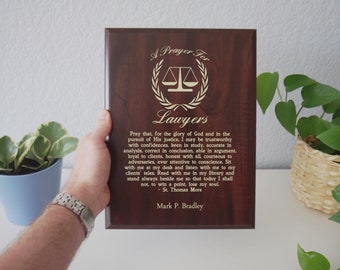 A Prayer For
Lawyers
Pray that, for the glory of God and in the
pursuit of His justice, I may be trustworthy
with confidences, keen in study, accurate in
analysis, correct in conclusion, able in argument,
loyal to clients, honest with all, courteous to
adversaries, ever attentive to conscience. Sit
with me at my desk and listen with me to my
clients' tales. Read with me in my library and
stand always beside me so that today I shall
not, to win a point, lose my soul.
- St. Thomas More
Mark P. Bradley